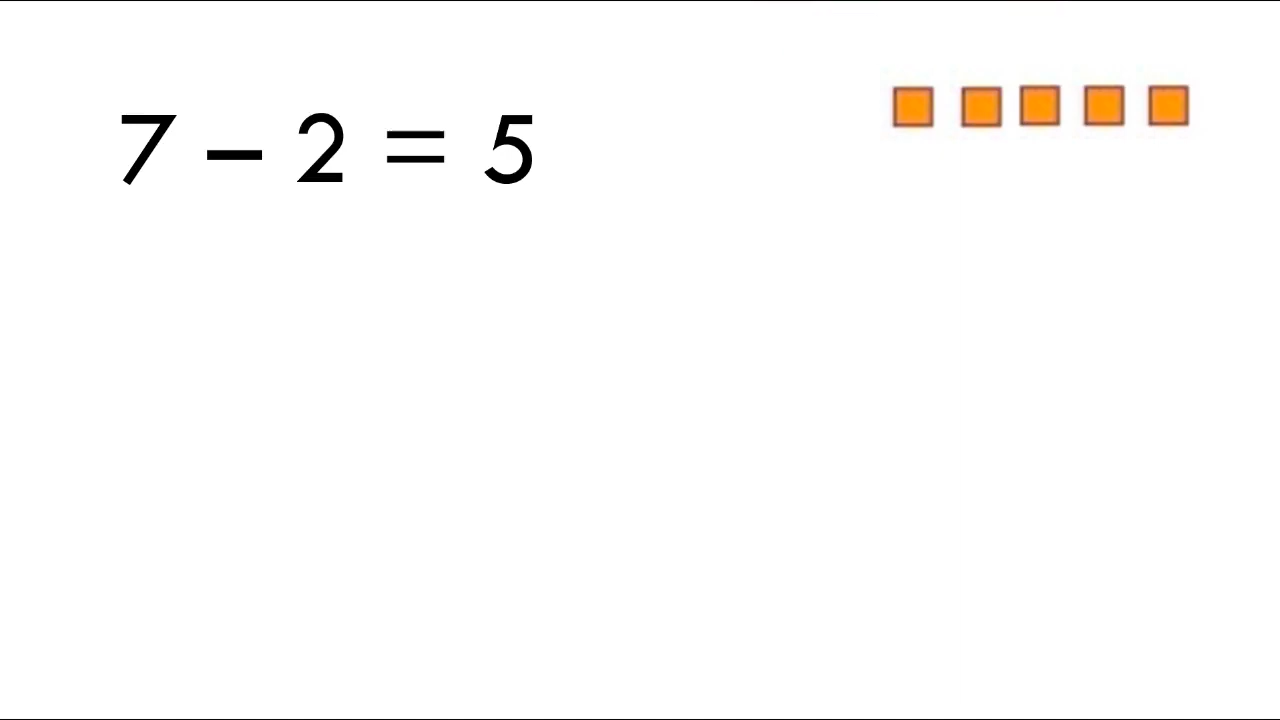 7 – 2 = 5